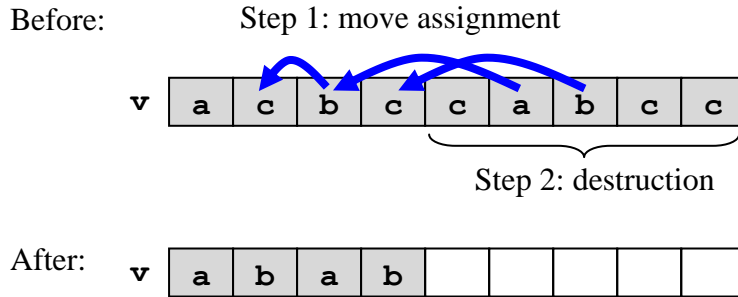 Before: Step 1: move assignment
v a c b c c a b c c
Step 2: destruction
After: v a b a b